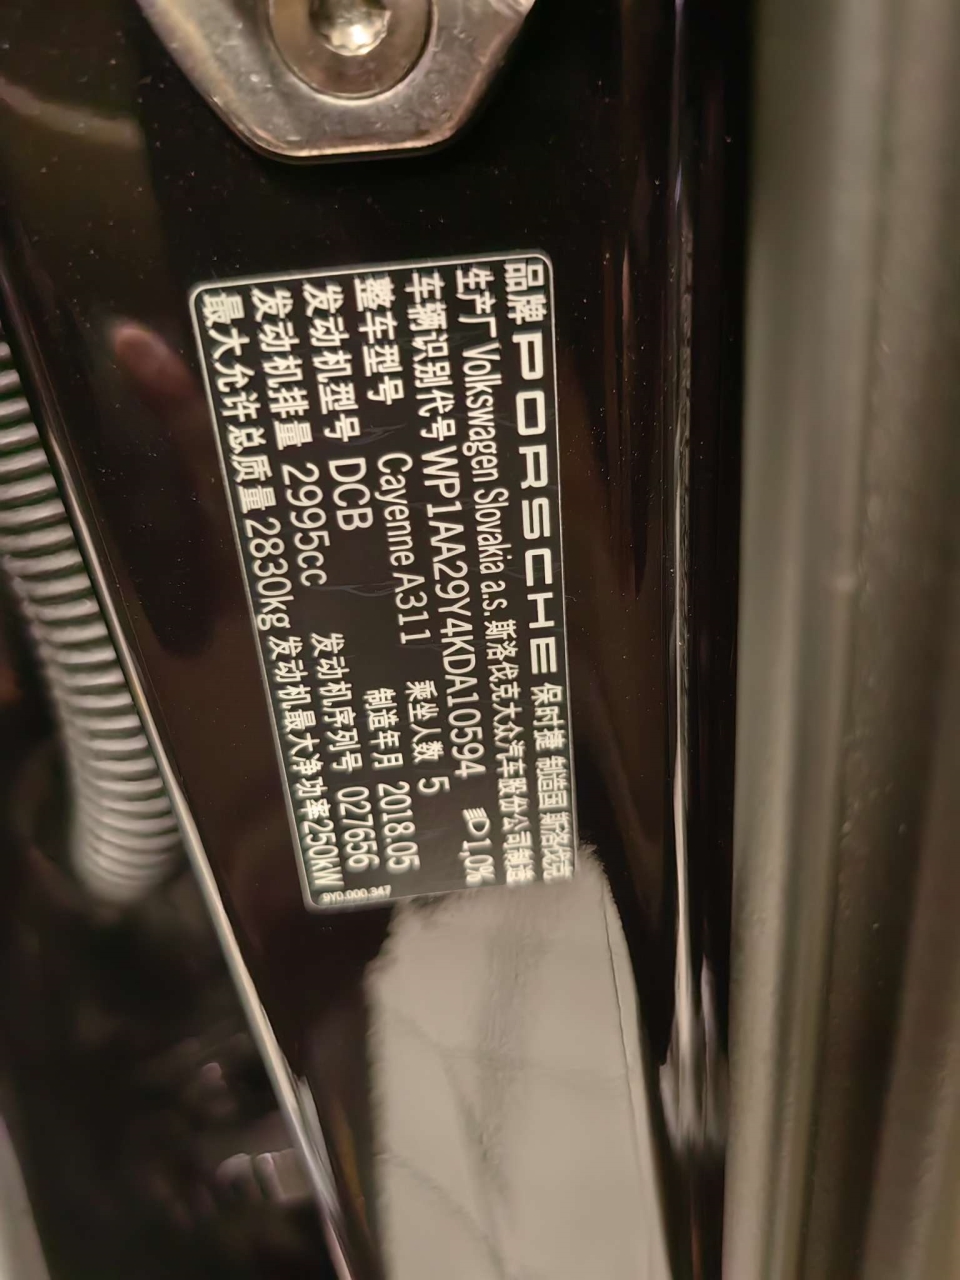 品牌 PORSCHE 保时捷 制造国 斯洛伐克
生产厂 Volkswagen Slovakia a.s. 斯洛伐克大众汽车股份公司制造
车辆识别代号 WP1AA29Y4KDA10594 1,0%
整车型号 Cayenne A311 乘坐人数 5
发动机型号 DCB 制造年月 2018.05
发动机排量 2995cc 发动机序列号 027656
最大允许总质量 2830kg 发动机最大净功率250kW
9Y0.000.347